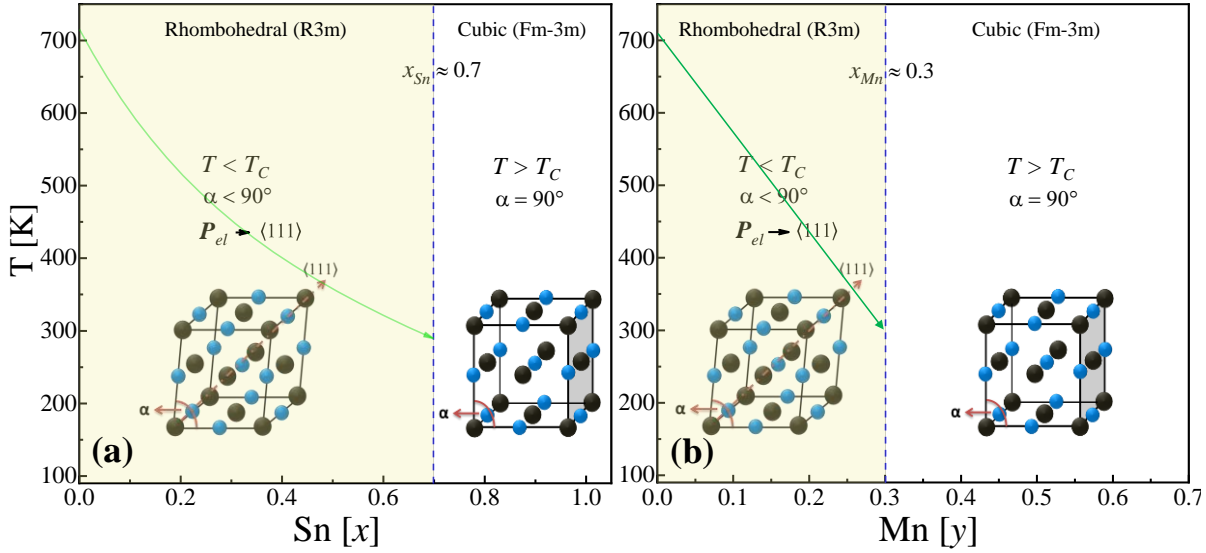 Rhombohedral (R3m)
Cubic (Fm-3m)
x_Sn ≈ 0.7
T < T_C
α < 90°
P_el → ⟨111⟩
⟨111⟩
T > T_C
α = 90°
α
α
(a)
T [K]
700
600
500
400
300
200
100
0.0
0.2
0.4
0.6
0.8
1.0
Sn [x]
Rhombohedral (R3m)
Cubic (Fm-3m)
x_Mn ≈ 0.3
T < T_C
α < 90°
P_el → ⟨111⟩
⟨111⟩
T > T_C
α = 90°
α
α
(b)
700
600
500
400
300
200
100
0.0
0.1
0.2
0.3
0.4
0.5
0.6
0.7
Mn [y]